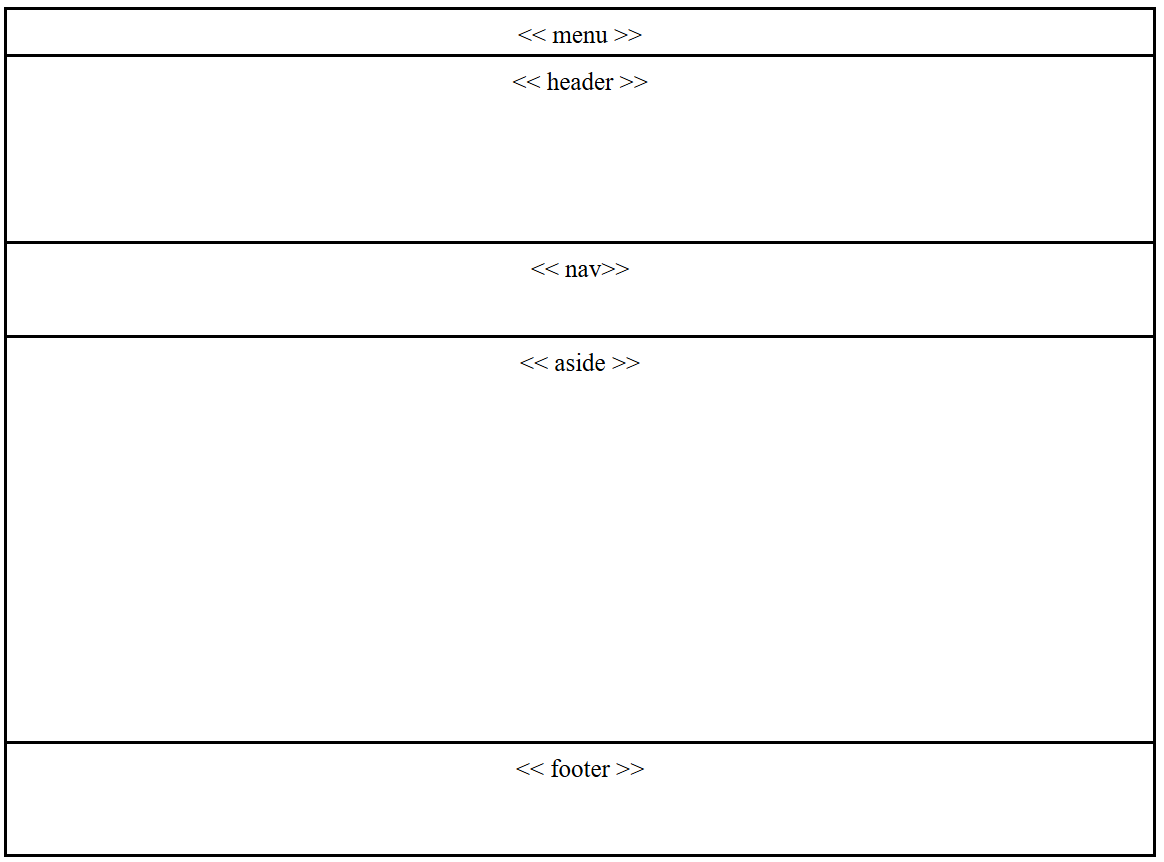 << menu >>
<< header >>
<< nav>>
<< aside >>
<< footer >>